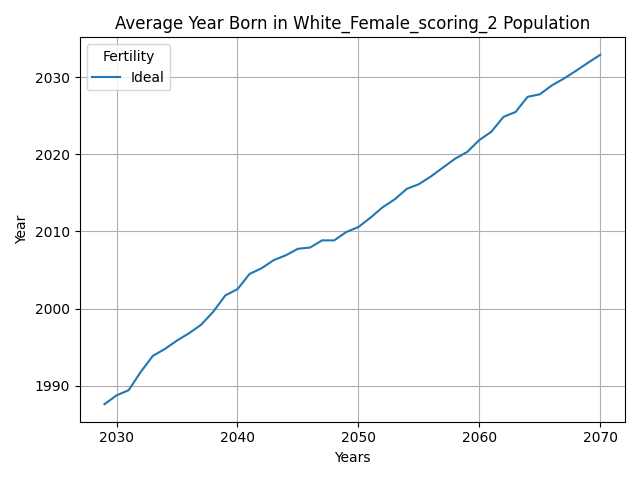 Average Year Born in White_Female_scoring_2 Population
Fertility
Ideal
2030
2020
2010
2000
1990
Year
2030 2040 2050 2060 2070
Years